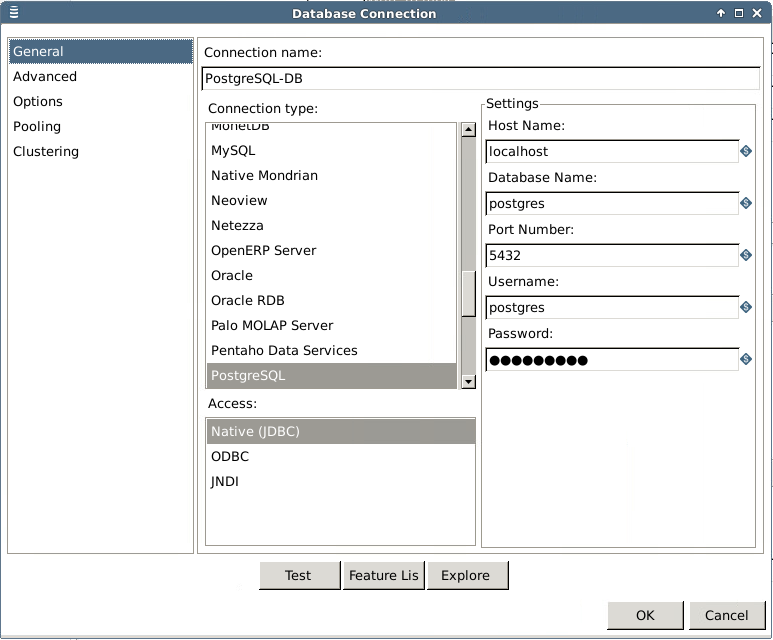 Database Connection
General
Advanced
Options
Pooling
Clustering
Connection name:
PostgreSQL-DB
Connection type:
MonetDB
MySQL
Native Mondrian
Neoview
Netezza
OpenERP Server
Oracle
Oracle RDB
Palo MOLAP Server
Pentaho Data Services
PostgreSQL
Access:
Native (JDBC)
ODBC
JNDI
Settings
Host Name:
localhost
Database Name:
postgres
Port Number:
5432
Username:
postgres
Password:
●●●●●●●●●
Test
Feature Lis
Explore
OK
Cancel